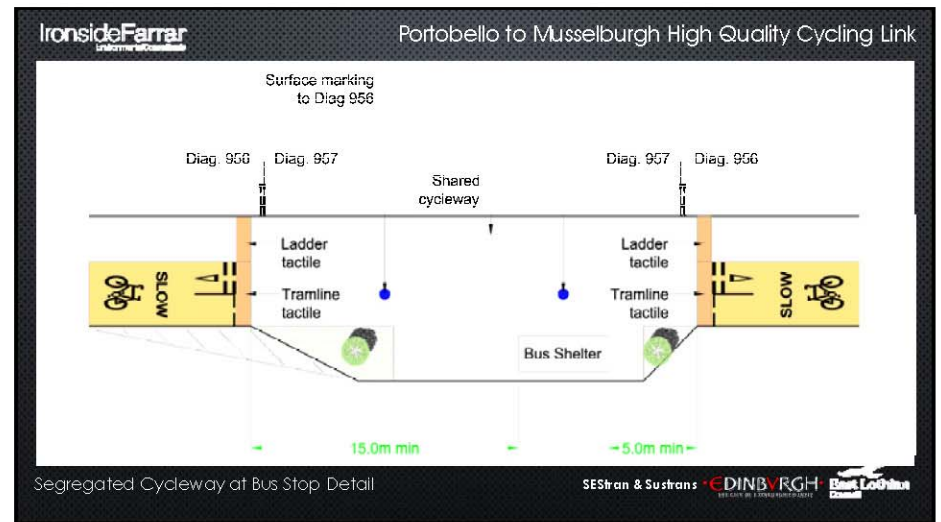 IronsideFarrar
Portobello to Musselburgh High Quality Cycling Link
Surface marking
to Diag 956
Diag. 956
Diag. 957
Diag. 957
Diag. 956
Shared
cycleway
Ladder
tactile
Ladder
tactile
SLOW
Tramline
tactile
Tramline
tactile
SLOW
Bus Shelter
15.0m min
5.0m min
Segregated Cycleway at Bus Stop Detail
SEStran & Sustrans
EDINBVRGH
East Lothian
Council